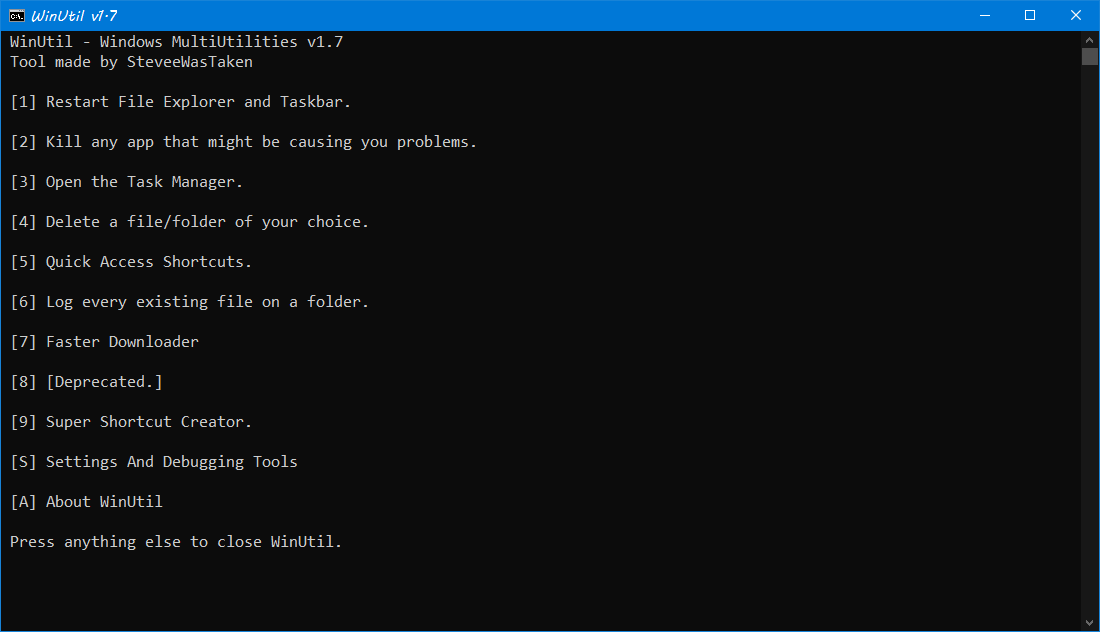 WinUtil v1.7
WinUtil - Windows MultiUtilities v1.7
Tool made by SteveeWasTaken
[1] Restart File Explorer and Taskbar.
[2] Kill any app that might be causing you problems.
[3] Open the Task Manager.
[4] Delete a file/folder of your choice.
[5] Quick Access Shortcuts.
[6] Log every existing file on a folder.
[7] Faster Downloader
[8] [Deprecated.]
[9] Super Shortcut Creator.
[S] Settings And Debugging Tools
[A] About WinUtil
Press anything else to close WinUtil.